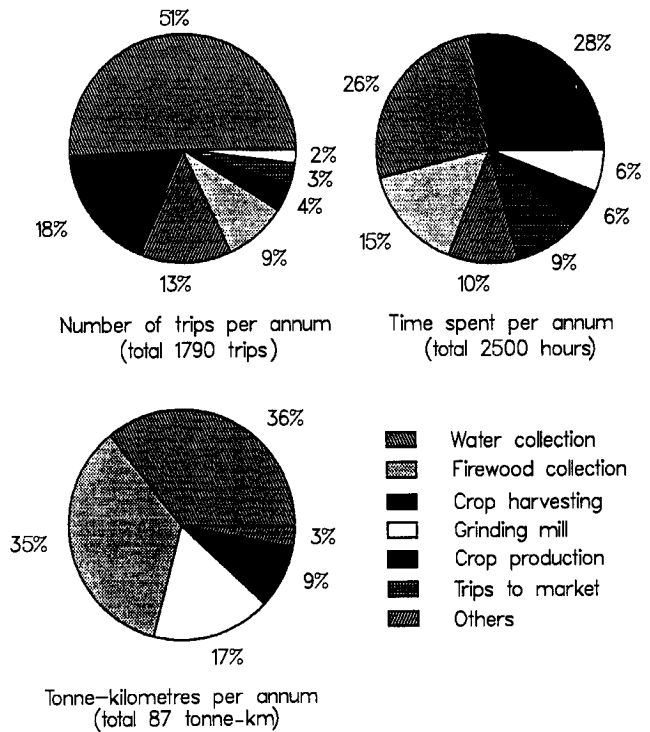 51%
2%
3%
4%
9%
13%
18%
Number of trips per annum
(total 1790 trips)
28%
26%
6%
6%
9%
10%
15%
Time spent per annum
(total 2500 hours)
36%
35%
3%
9%
17%
Tonne-kilometres per annum
(total 87 tonne-km)
Water collection
Firewood collection
Crop harvesting
Grinding mill
Crop production
Trips to market
Others